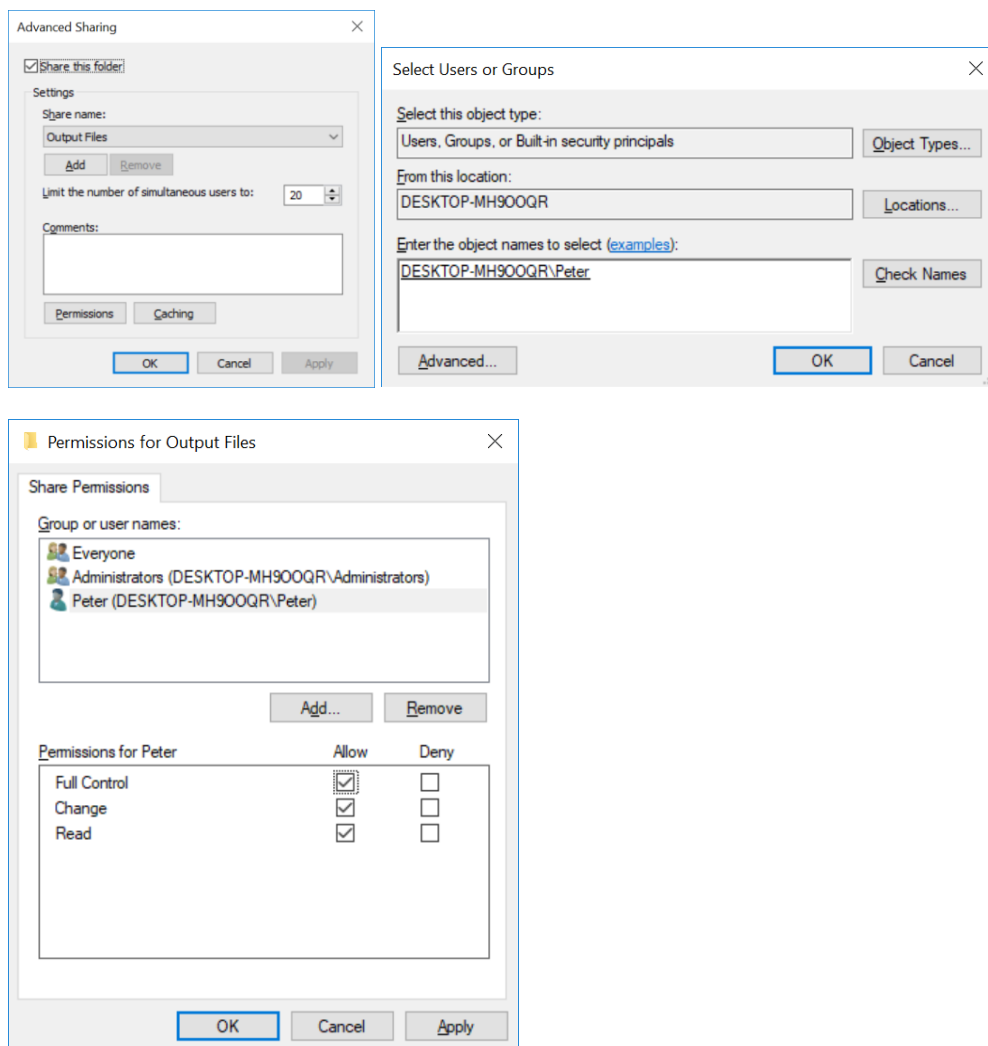 Advanced Sharing
Share this folder
Settings
Share name:
Output Files
Add Remove
Limit the number of simultaneous users to: 20
Comments:
Permissions Caching
OK Cancel Apply
Select Users or Groups
Select this object type:
Users, Groups, or Built-in security principals Object Types...
From this location:
DESKTOP-MH9OOQR Locations...
Enter the object names to select (examples):
DESKTOP-MH9OOQR\Peter Check Names
Advanced... OK Cancel
Permissions for Output Files
Share Permissions
Group or user names:
Everyone
Administrators (DESKTOP-MH9OOQR\Administrators)
Peter (DESKTOP-MH9OOQR\Peter)
Add... Remove
Permissions for Peter Allow Deny
Full Control
Change
Read
OK Cancel Apply